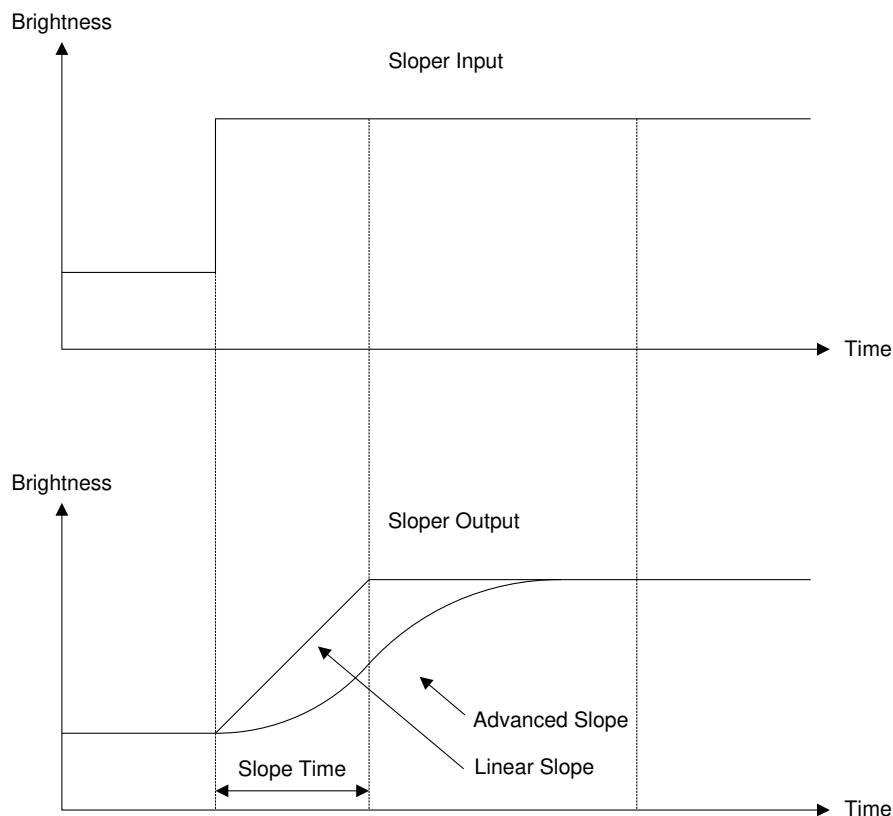 Brightness
Sloper Input
Time
Brightness
Sloper Output
Advanced Slope
Linear Slope
Slope Time
Time